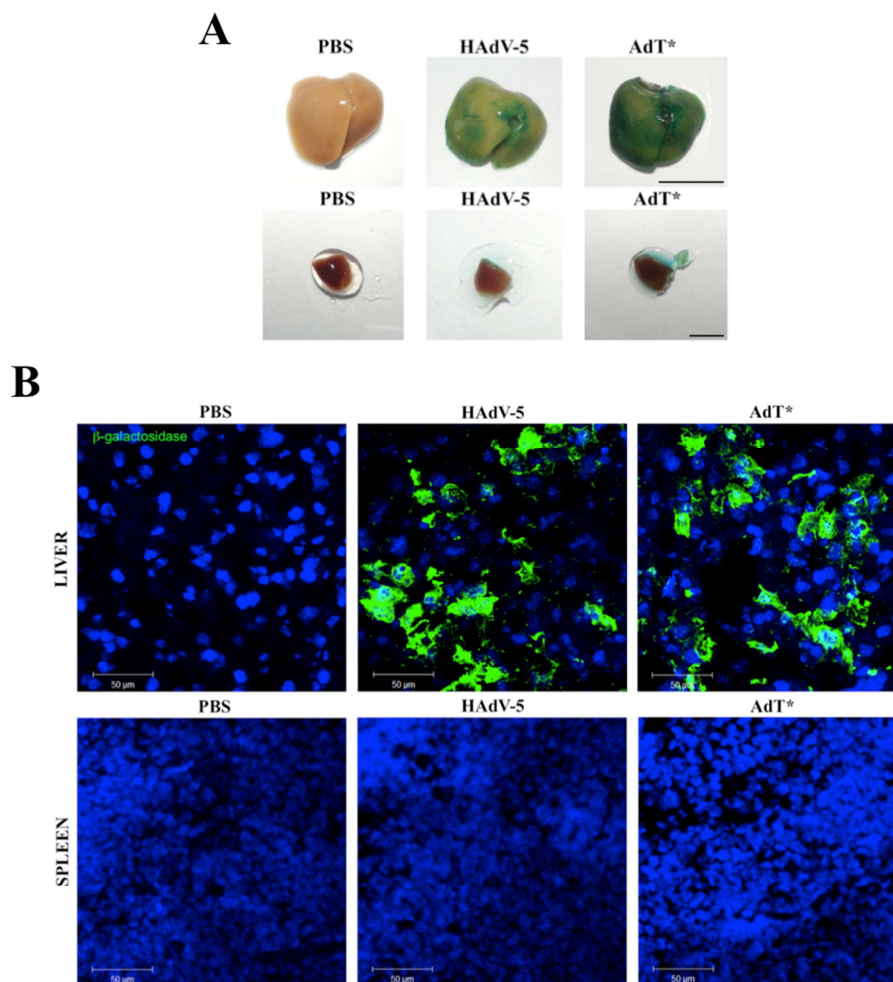 A
PBS HAdV-5 AdT*
PBS HAdV-5 AdT*
B
PBS HAdV-5 AdT*
β-galactosidase
LIVER
50 µm 50 µm 50 µm
PBS HAdV-5 AdT*
SPLEEN
50 µm 50 µm 50 µm